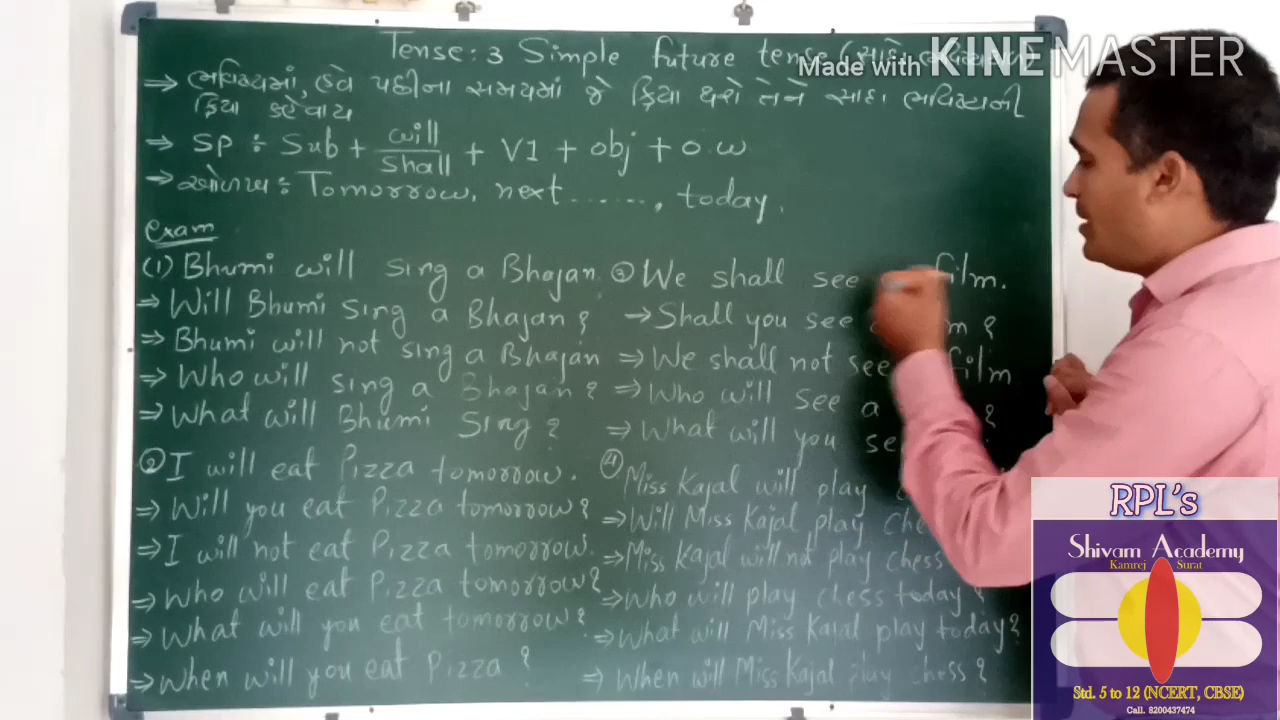 Tense: 3 Simple future tense (સાદો
Made with KINEMASTER
→ ભવિષ્યમાં, હવે પછીના સમયમાં જે ક્રિયા થશે તેને સાદા ભવિષ્યની
ક્રિયા કહેવાય
→ SP ÷ Sub + will/Shall + V1 + obj + o.w
→ ઓળખ ÷ Tomorrow, next ......, today.
exam
(1) Bhumi will sing a Bhajan.
⇒ Will Bhumi sing a Bhajan?
⇒ Bhumi will not sing a Bhajan
⇒ Who will sing a Bhajan?
⇒ What will Bhumi sing?
② I will eat Pizza tomorrow.
⇒ Will you eat Pizza tomorrow?
⇒ I will not eat Pizza tomorrow.
⇒ Who will eat Pizza tomorrow?
⇒ What will you eat tomorrow?
⇒ When will you eat Pizza?
③ We shall see film.
→ Shall you see ?
⇒ We shall not see film
⇒ Who will see a ?
⇒ What will you
④ Miss Kajal will play
⇒ Will Miss Kajal play
⇒ Miss Kajal will not play chess
⇒ Who will play chess today?
⇒ What will Miss Kajal play today?
⇒ When will Miss Kajal play chess?
RPL's
Shivam Academy
Kamrej Surat
Std. 5 to 12 (NCERT, CBSE)
Call. 8200437474